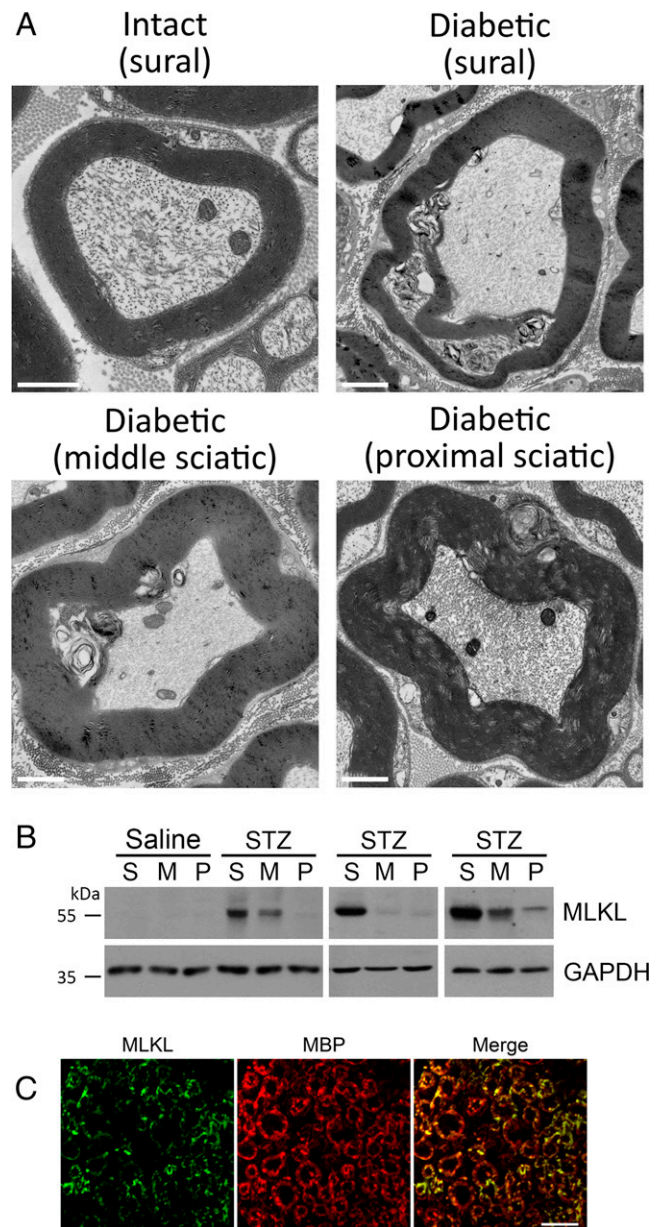 A
Intact
(sural)
Diabetic
(sural)
Diabetic
(middle sciatic)
Diabetic
(proximal sciatic)
B
Saline STZ STZ STZ
S M P S M P S M P S M P
kDa
55 MLKL
35 GAPDH
C
MLKL MBP Merge